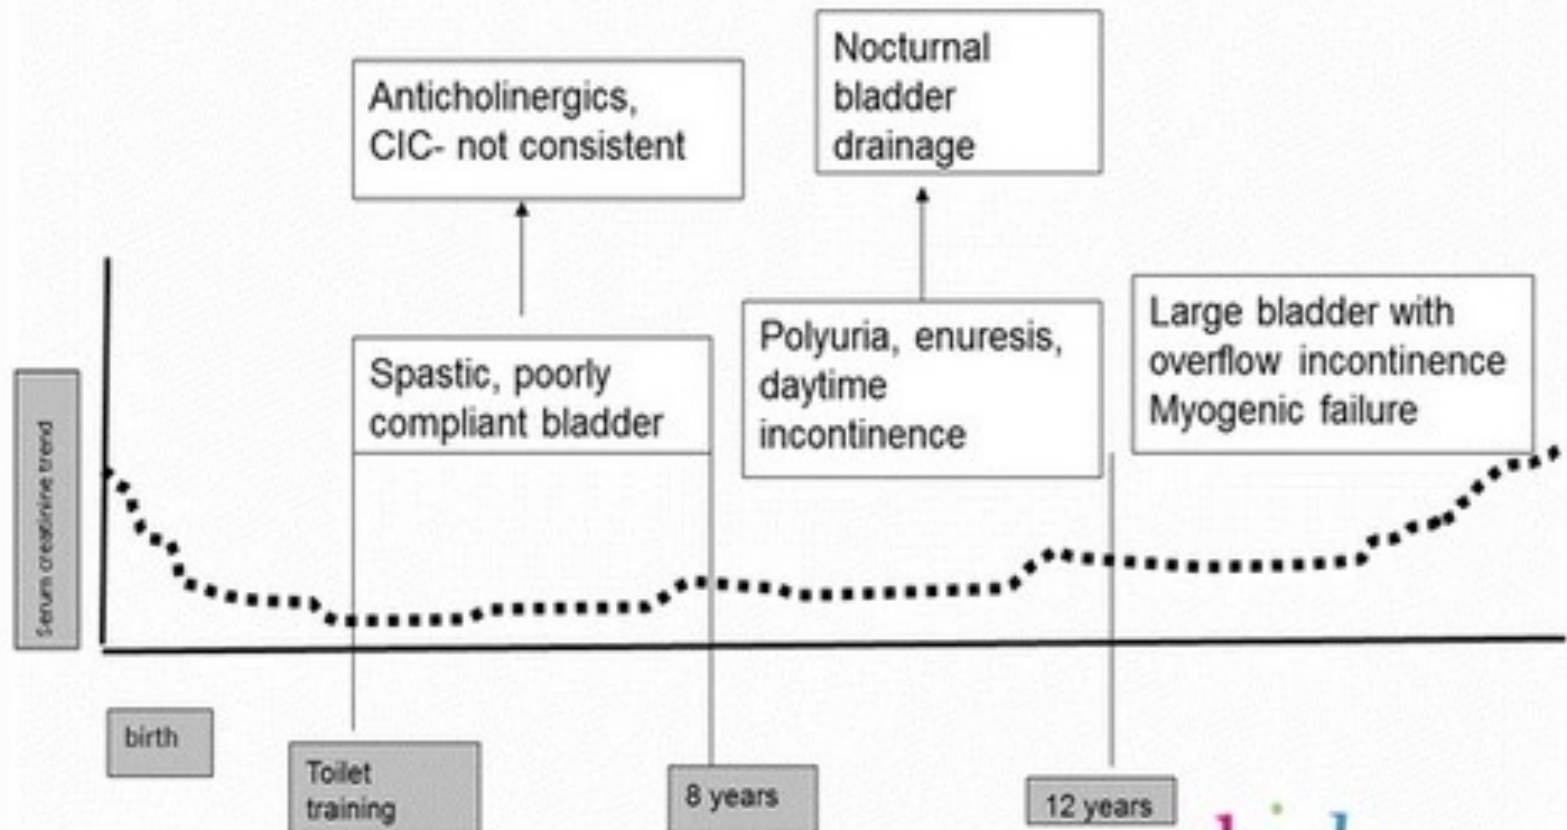 Nocturnal
bladder
drainage
Anticholinergics,
CIC- not consistent
Spastic, poorly
compliant bladder
Polyuria, enuresis,
daytime
incontinence
Large bladder with
overflow incontinence
Myogenic failure
Serum creatinine trend
birth
Toilet
training
8 years
12 years